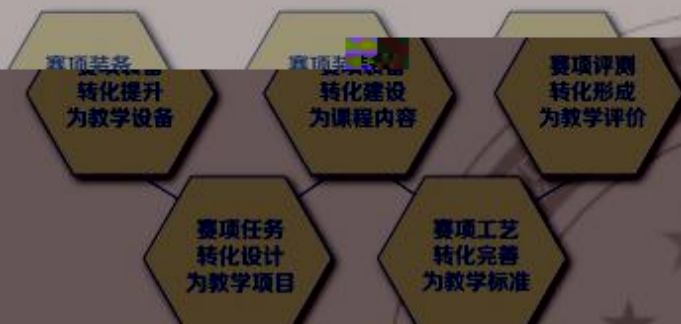 赛项装备
转化提升
为教学设备
赛项装备
转化建设
为课程内容
赛项评测
转化形成
为教学评价
赛项任务
转化设计
为教学项目
赛项工艺
转化完善
为教学标准